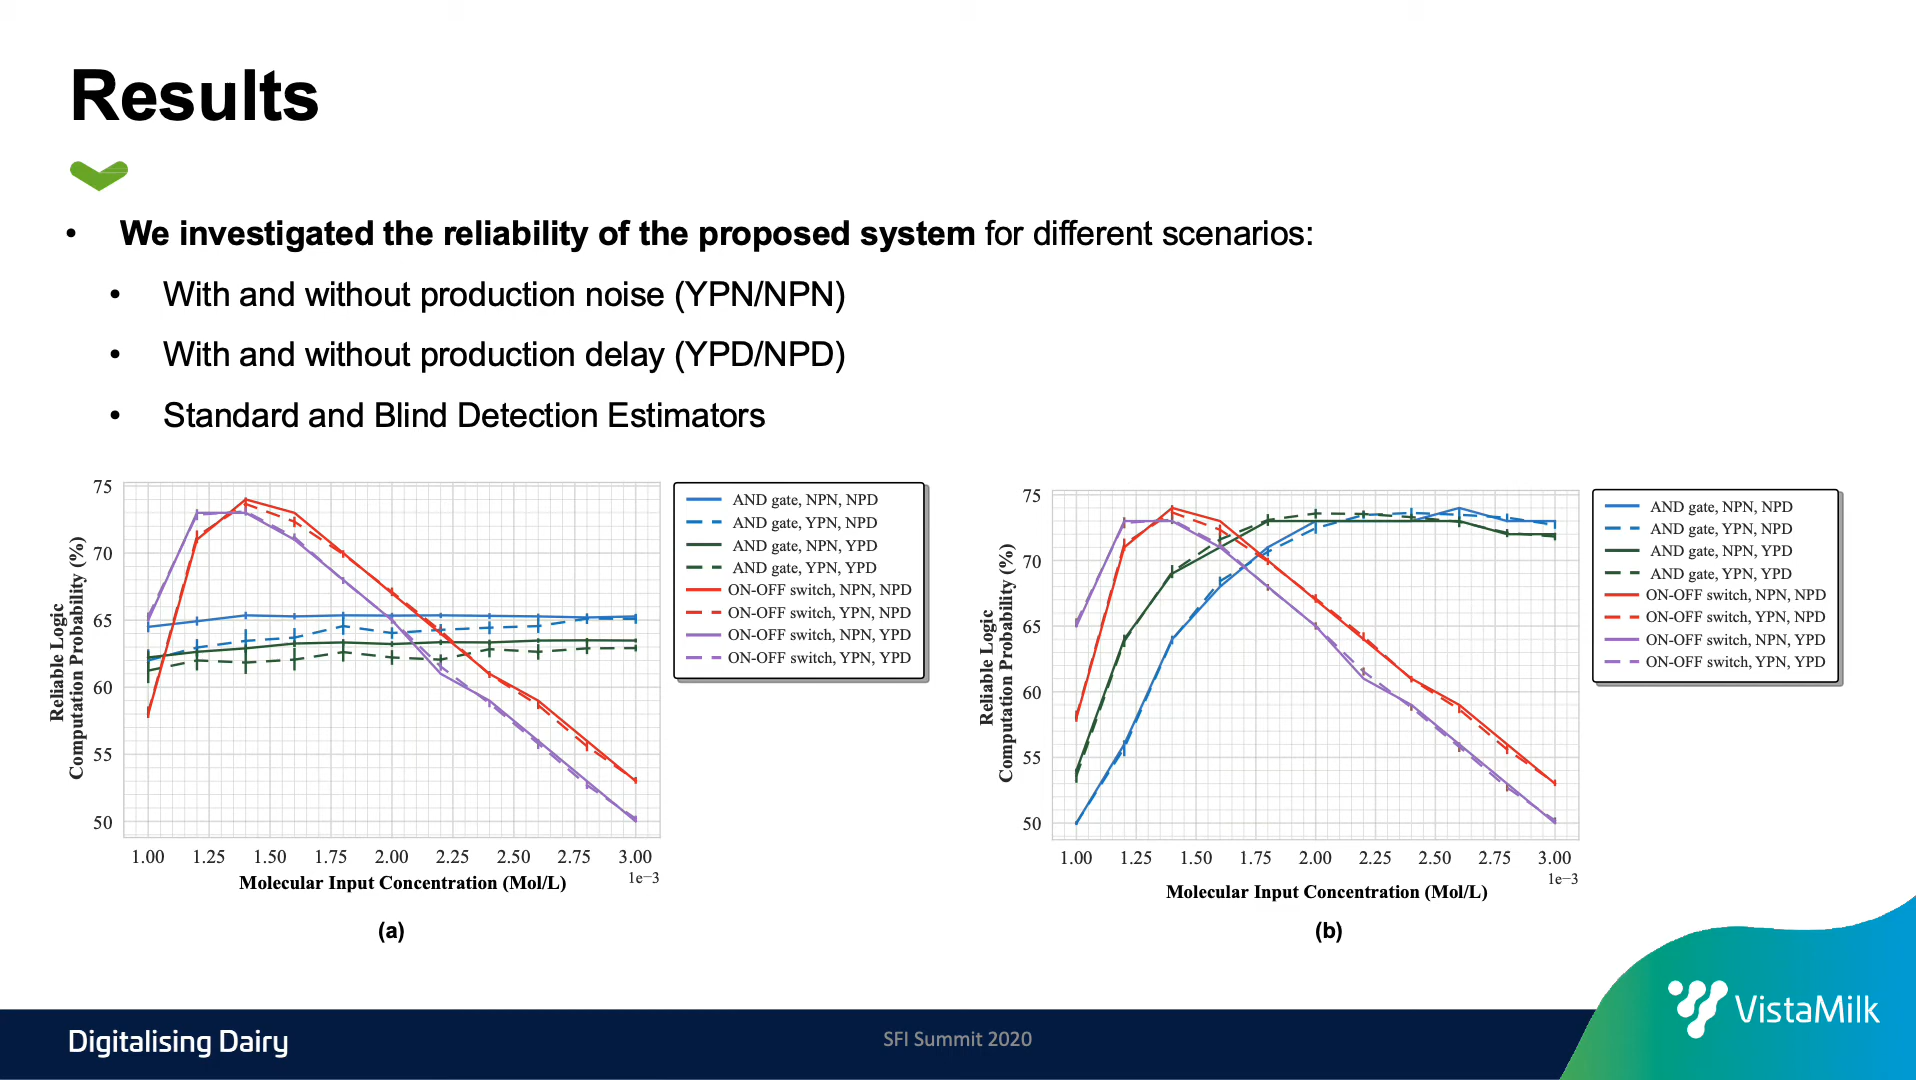 Results
• We investigated the reliability of the proposed system for different scenarios:
• With and without production noise (YPN/NPN)
• With and without production delay (YPD/NPD)
• Standard and Blind Detection Estimators
75
70
65
60
55
50
Reliable Logic
Computation Probability (%)
1.00 1.25 1.50 1.75 2.00 2.25 2.50 2.75 3.00
1e−3
Molecular Input Concentration (Mol/L)
AND gate, NPN, NPD
AND gate, YPN, NPD
AND gate, NPN, YPD
AND gate, YPN, YPD
ON-OFF switch, NPN, NPD
ON-OFF switch, YPN, NPD
ON-OFF switch, NPN, YPD
ON-OFF switch, YPN, YPD
(a)
75
70
65
60
55
50
Reliable Logic
Computation Probability (%)
1.00 1.25 1.50 1.75 2.00 2.25 2.50 2.75 3.00
1e−3
Molecular Input Concentration (Mol/L)
AND gate, NPN, NPD
AND gate, YPN, NPD
AND gate, NPN, YPD
AND gate, YPN, YPD
ON-OFF switch, NPN, NPD
ON-OFF switch, YPN, NPD
ON-OFF switch, NPN, YPD
ON-OFF switch, YPN, YPD
(b)
Digitalising Dairy
SFI Summit 2020
VistaMilk